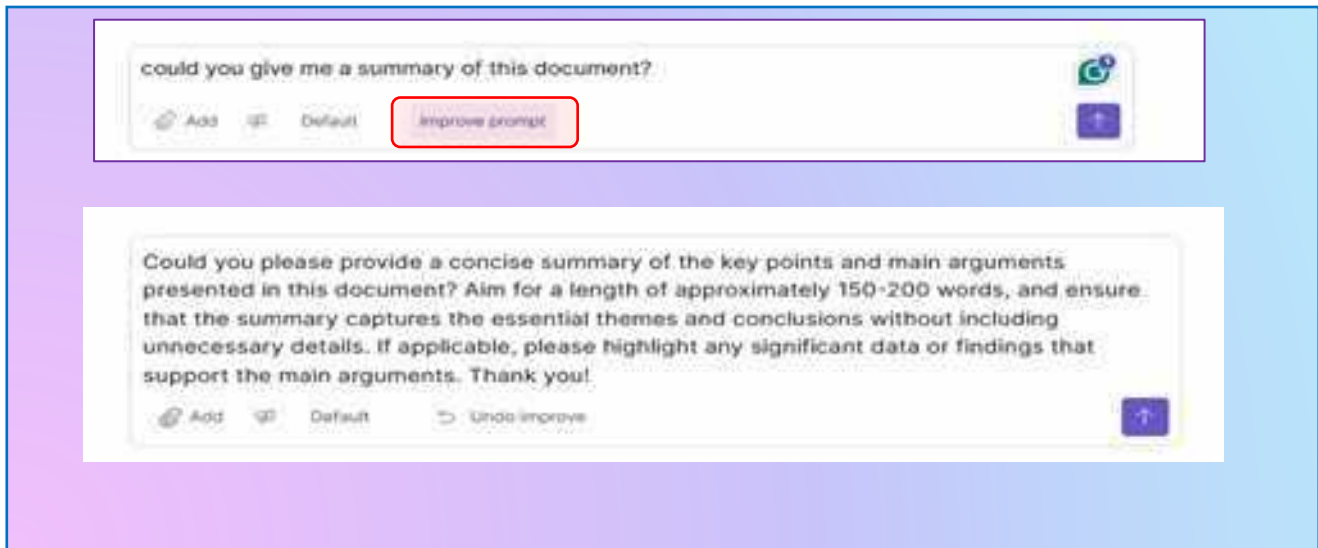 could you give me a summary of this document?
Add Default Improve prompt
Could you please provide a concise summary of the key points and main arguments
presented in this document? Aim for a length of approximately 150-200 words, and ensure
that the summary captures the essential themes and conclusions without including
unnecessary details. If applicable, please highlight any significant data or findings that
support the main arguments. Thank you!
Add Default Undo improve